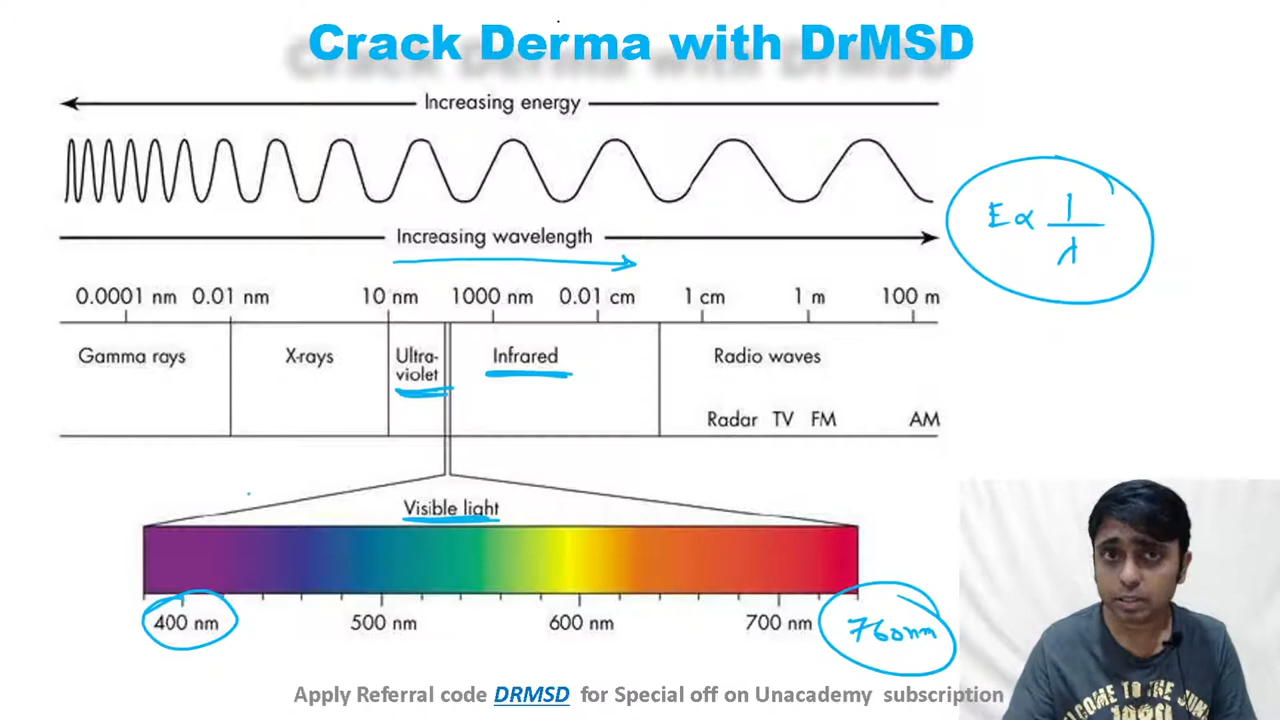 Crack Derma with DrMSD
Increasing energy
Increasing wavelength
E∝ 1/λ
0.0001 nm 0.01 nm 10 nm 1000 nm 0.01 cm 1 cm 1 m 100 m
Gamma rays X-rays Ultra-violet Infrared Radio waves
Radar TV FM AM
Visible light
400 nm 500 nm 600 nm 700 nm 760nm
Apply Referral code DRMSD for Special off on Unacademy subscription
WELCOME TO THE